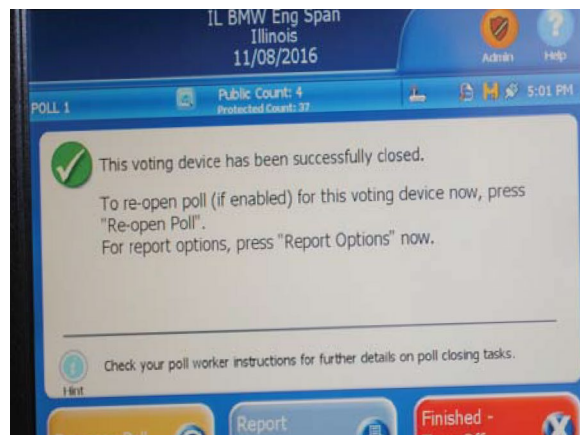 IL BMW Eng Span
Illinois
11/08/2016
Admin
Help
POLL 1
Public Count: 4
Protected Count: 37
5:01 PM
This voting device has been successfully closed.
To re-open poll (if enabled) for this voting device now, press
"Re-open Poll".
For report options, press "Report Options" now.
Hint
Check your poll worker instructions for further details on poll closing tasks.
Report
Finished -